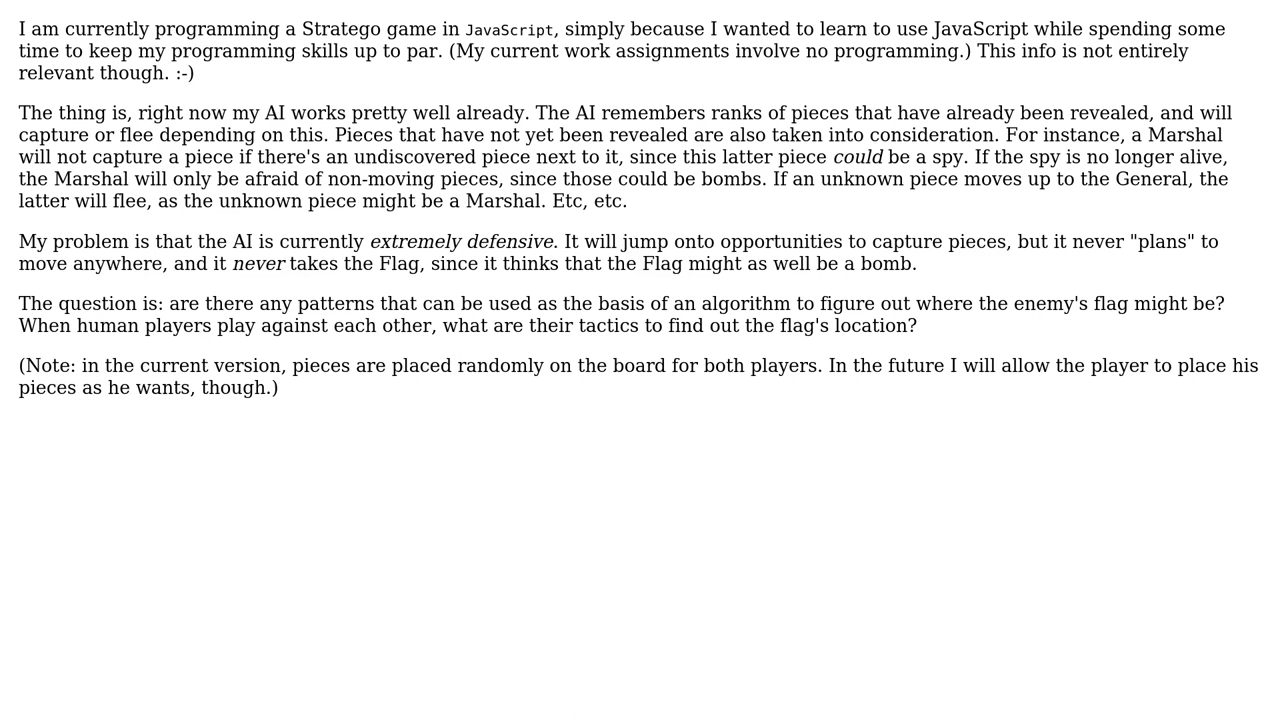 I am currently programming a Stratego game in JavaScript, simply because I wanted to learn to use JavaScript while spending some
time to keep my programming skills up to par. (My current work assignments involve no programming.) This info is not entirely
relevant though. :-)
The thing is, right now my AI works pretty well already. The AI remembers ranks of pieces that have already been revealed, and will
capture or flee depending on this. Pieces that have not yet been revealed are also taken into consideration. For instance, a Marshal
will not capture a piece if there's an undiscovered piece next to it, since this latter piece could be a spy. If the spy is no longer alive,
the Marshal will only be afraid of non-moving pieces, since those could be bombs. If an unknown piece moves up to the General, the
latter will flee, as the unknown piece might be a Marshal. Etc, etc.
My problem is that the AI is currently extremely defensive. It will jump onto opportunities to capture pieces, but it never "plans" to
move anywhere, and it never takes the Flag, since it thinks that the Flag might as well be a bomb.
The question is: are there any patterns that can be used as the basis of an algorithm to figure out where the enemy's flag might be?
When human players play against each other, what are their tactics to find out the flag's location?
(Note: in the current version, pieces are placed randomly on the board for both players. In the future I will allow the player to place his
pieces as he wants, though.)